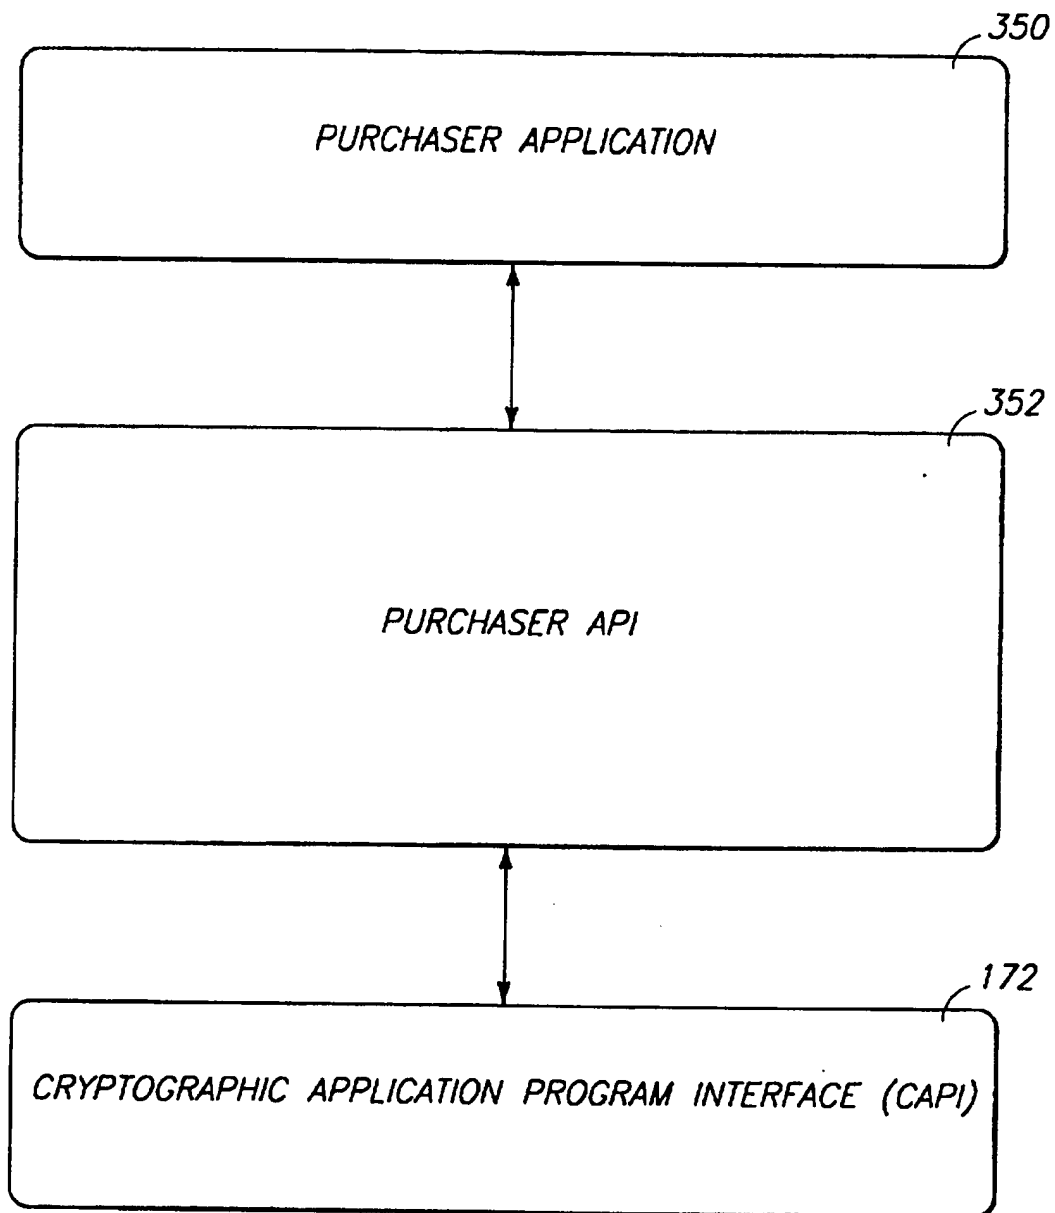 350
PURCHASER APPLICATION
352
PURCHASER API
172
CRYPTOGRAPHIC APPLICATION PROGRAM INTERFACE (CAPI)